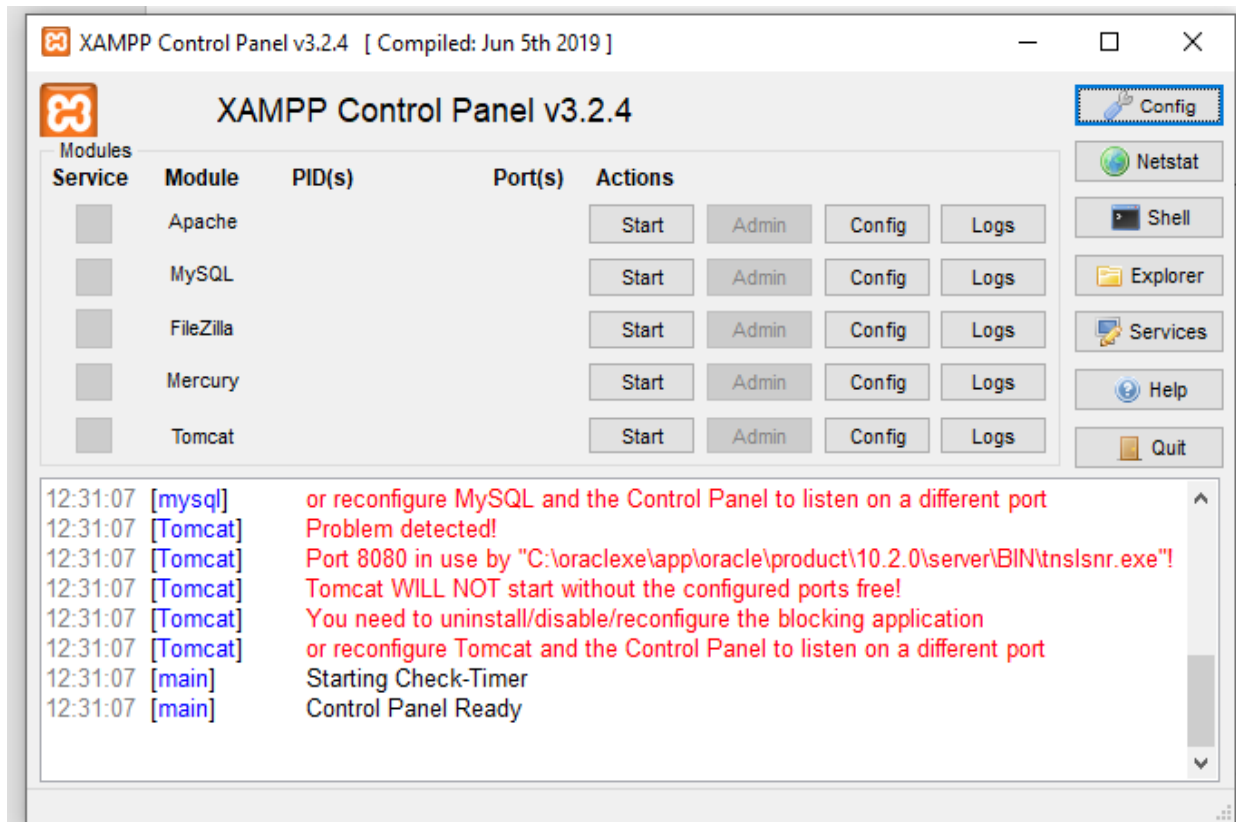 XAMPP Control Panel v3.2.4 [ Compiled: Jun 5th 2019 ]
XAMPP Control Panel v3.2.4
Config
Modules
Service Module PID(s) Port(s) Actions
Netstat
Apache Start Admin Config Logs
Shell
MySQL Start Admin Config Logs
Explorer
FileZilla Start Admin Config Logs
Services
Mercury Start Admin Config Logs
Help
Tomcat Start Admin Config Logs
Quit
12:31:07 [mysql] or reconfigure MySQL and the Control Panel to listen on a different port
12:31:07 [Tomcat] Problem detected!
12:31:07 [Tomcat] Port 8080 in use by "C:\oraclexe\app\oracle\product\10.2.0\server\BIN\tnslsnr.exe"!
12:31:07 [Tomcat] Tomcat WILL NOT start without the configured ports free!
12:31:07 [Tomcat] You need to uninstall/disable/reconfigure the blocking application
12:31:07 [Tomcat] or reconfigure Tomcat and the Control Panel to listen on a different port
12:31:07 [main] Starting Check-Timer
12:31:07 [main] Control Panel Ready